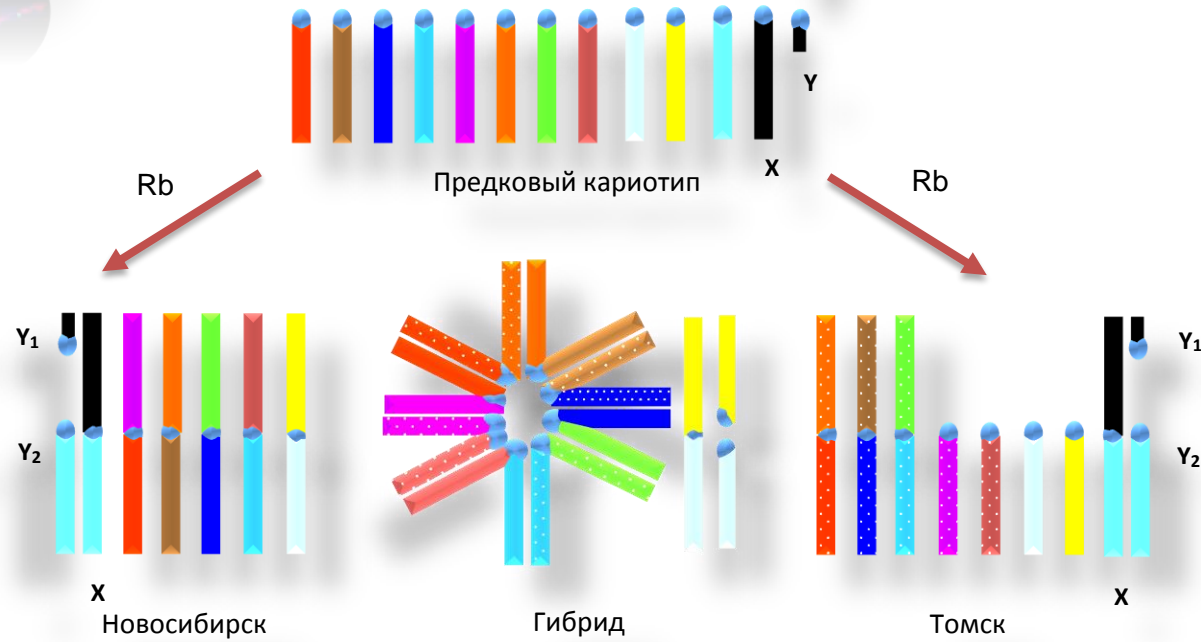 Y
X
Предковый кариотип
Rb
Rb
Y₁
Y₂
X
Новосибирск
Гибрид
Y₁
Y₂
X
Томск